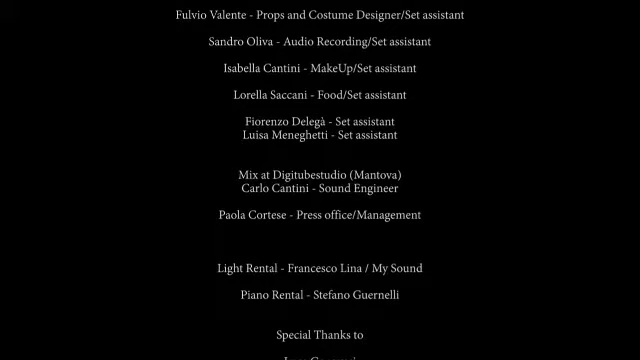 Fulvio Valente - Props and Costume Designer/Set assistant
Sandro Oliva - Audio Recording/Set assistant
Isabella Cantini - MakeUp/Set assistant
Lorella Saccani - Food/Set assistant
Fiorenzo Delegà - Set assistant
Luisa Meneghetti - Set assistant
Mix at Digitubestudio (Mantova)
Carlo Cantini - Sound Engineer
Paola Cortese - Press office/Management
Light Rental - Francesco Lina / My Sound
Piano Rental - Stefano Guernelli
Special Thanks to